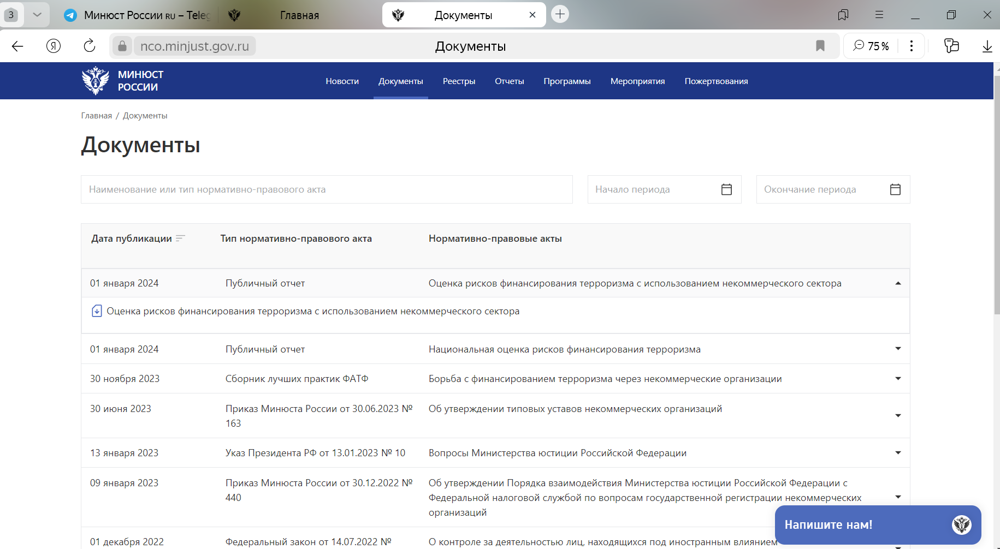 3
Минюст России RU – Teleg
Главная
Документы
Я
nco.minjust.gov.ru
Документы
75%
МИНЮСТ
РОССИИ
Новости
Документы
Реестры
Отчеты
Программы
Мероприятия
Пожертвования
Главная / Документы
Документы
Наименование или тип нормативно-правового акта
Начало периода
Окончание периода
Дата публикации
Тип нормативно-правового акта
Нормативно-правовые акты
01 января 2024
Публичный отчет
Оценка рисков финансирования терроризма с использованием некоммерческого сектора
Оценка рисков финансирования терроризма с использованием некоммерческого сектора
01 января 2024
Публичный отчет
Национальная оценка рисков финансирования терроризма
30 ноября 2023
Сборник лучших практик ФАТФ
Борьба с финансированием терроризма через некоммерческие организации
30 июня 2023
Приказ Минюста России от 30.06.2023 №
163
Об утверждении типовых уставов некоммерческих организаций
13 января 2023
Указ Президента РФ от 13.01.2023 № 10
Вопросы Министерства юстиции Российской Федерации
09 января 2023
Приказ Минюста России от 30.12.2022 №
440
Об утверждении Порядка взаимодействия Министерства юстиции Российской Федерации с
Федеральной налоговой службой по вопросам государственной регистрации некоммерческих
организаций
01 декабря 2022
Федеральный закон от 14.07.2022 №
О контроле за деятельностью лиц, находящихся под иностранным влиянием
Напишите нам!